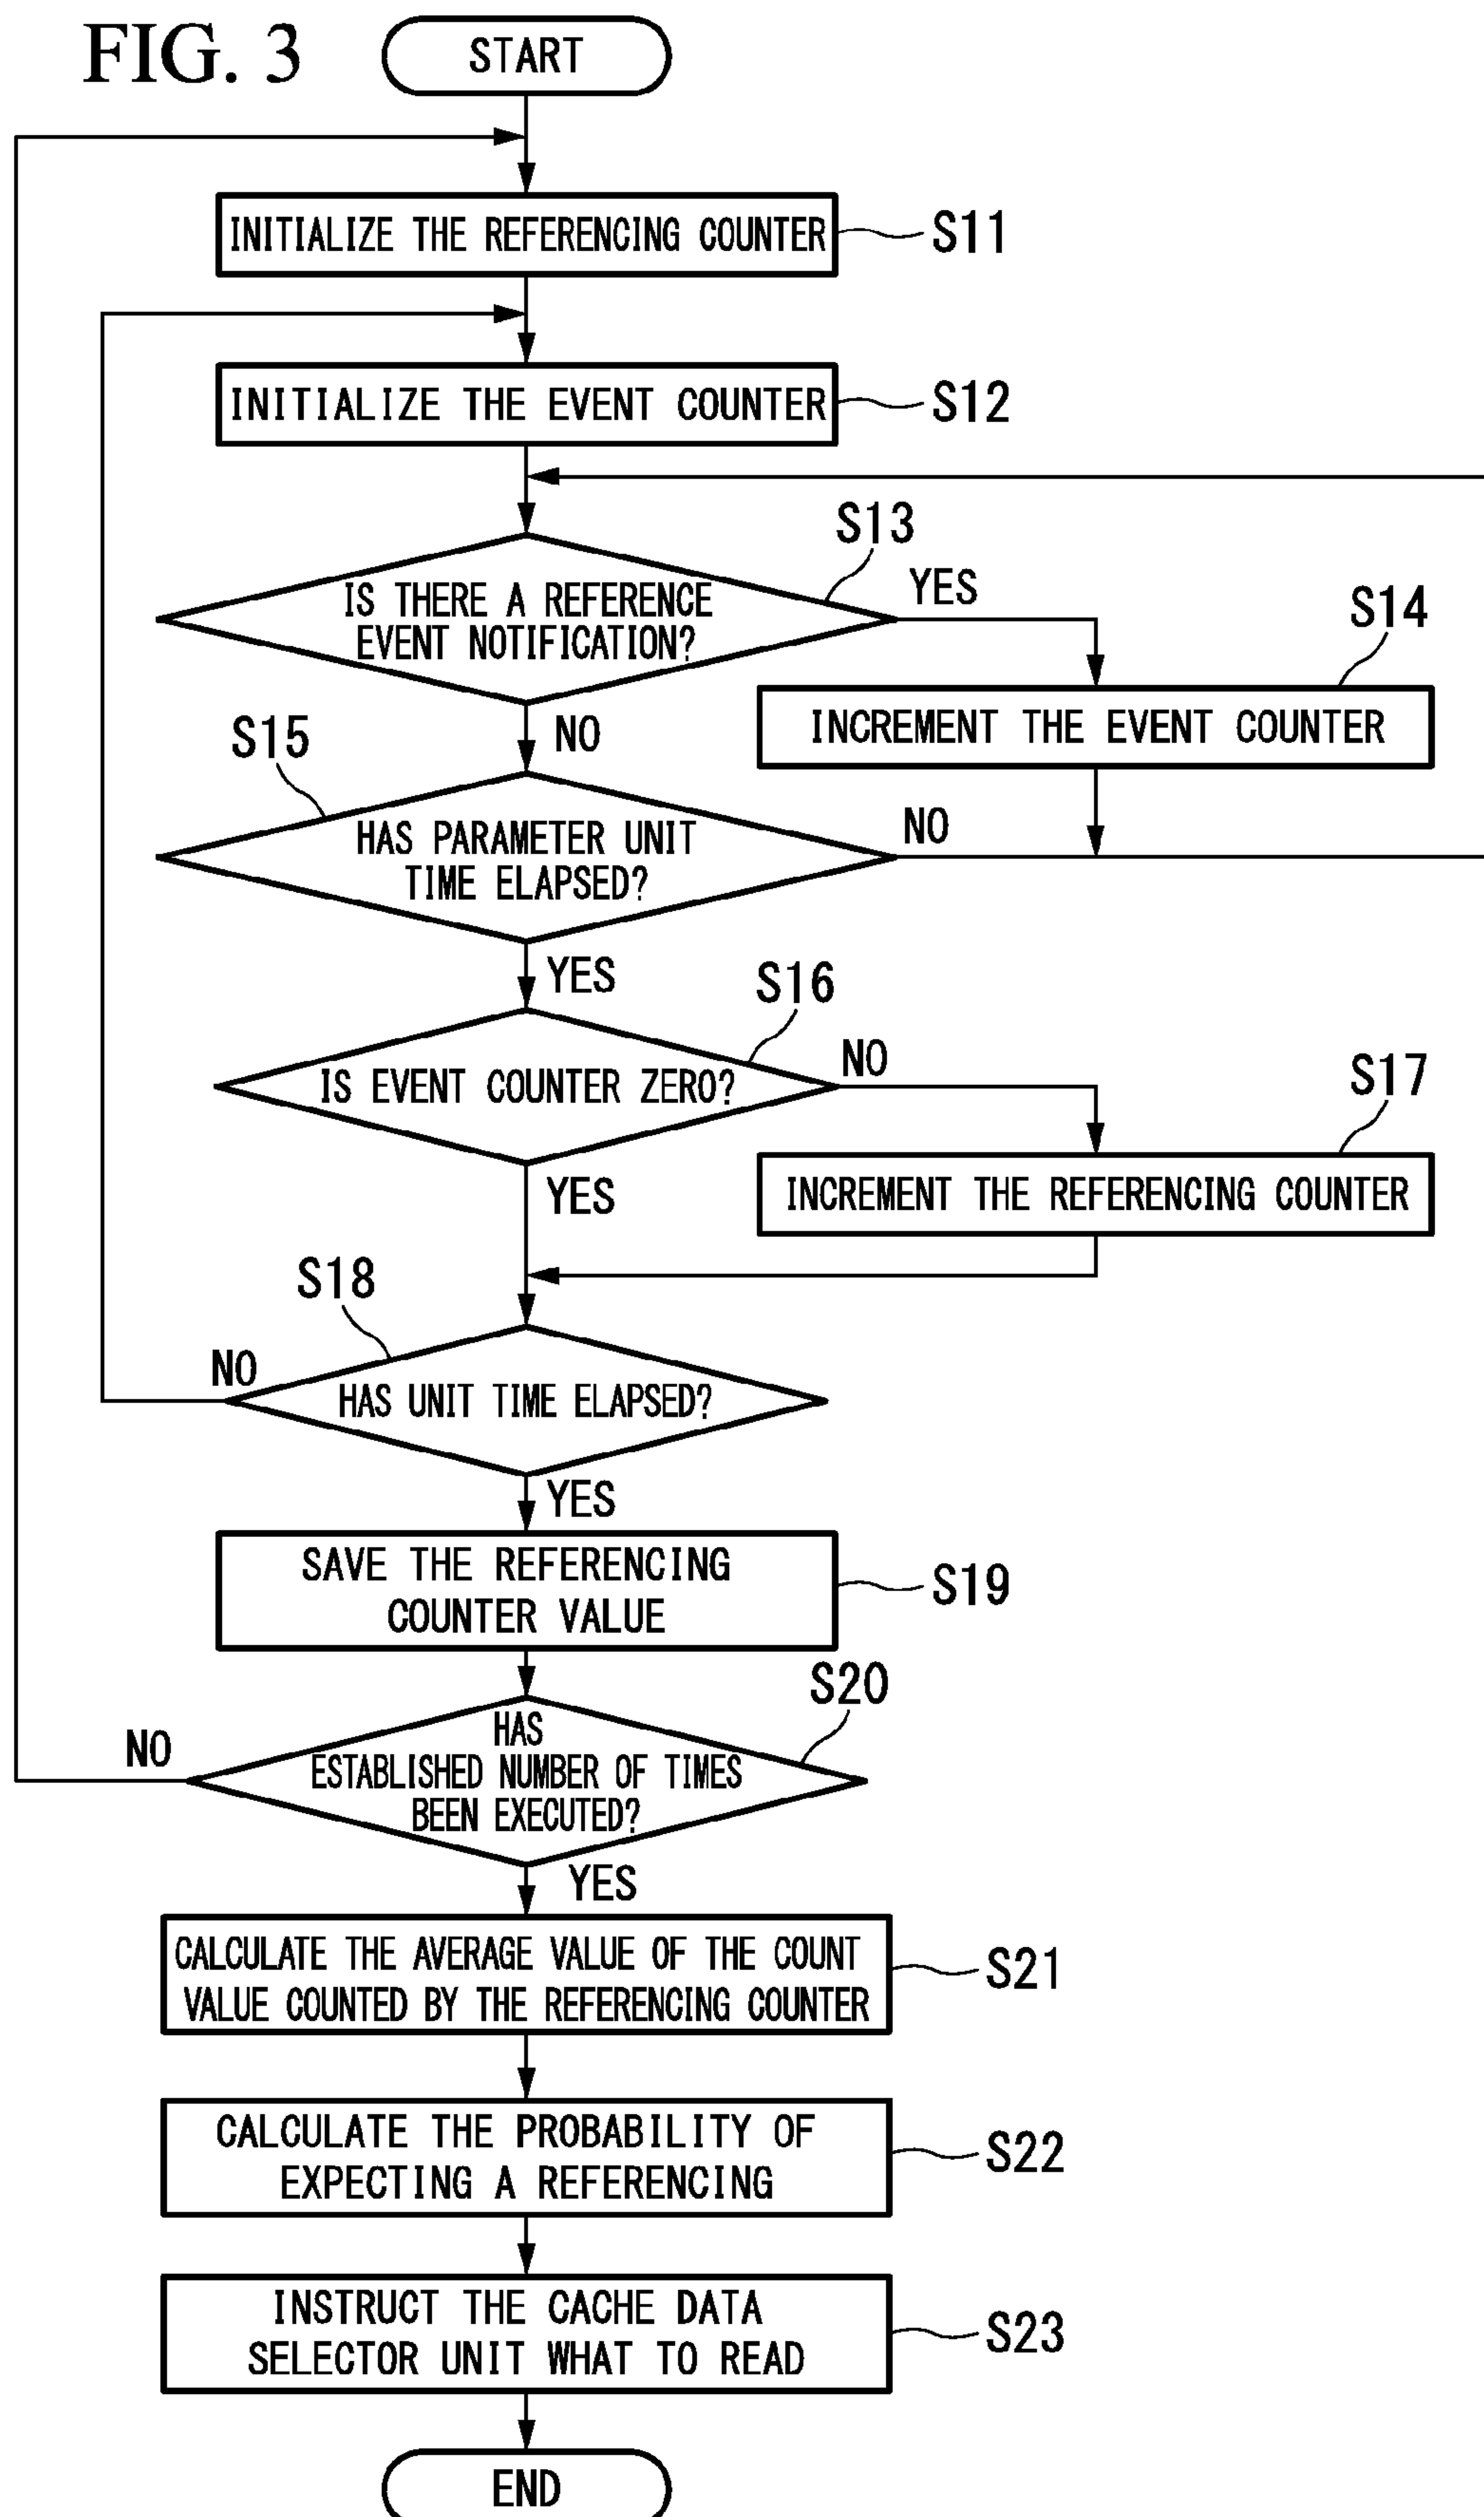 FIG. 3
START
INITIALIZE THE REFERENCING COUNTER
S11
INITIALIZE THE EVENT COUNTER
S12
S13
IS THERE A REFERENCE
EVENT NOTIFICATION?
YES
S14
INCREMENT THE EVENT COUNTER
NO
S15
HAS PARAMETER UNIT
TIME ELAPSED?
NO
YES
S16
IS EVENT COUNTER ZERO?
NO
S17
INCREMENT THE REFERENCING COUNTER
YES
S18
NO
HAS UNIT TIME ELAPSED?
YES
SAVE THE REFERENCING
COUNTER VALUE
S19
S20
NO
HAS
ESTABLISHED NUMBER OF TIMES
BEEN EXECUTED?
YES
CALCULATE THE AVERAGE VALUE OF THE COUNT
VALUE COUNTED BY THE REFERENCING COUNTER
S21
CALCULATE THE PROBABILITY OF
EXPECTING A REFERENCING
S22
INSTRUCT THE CACHE DATA
SELECTOR UNIT WHAT TO READ
S23
END